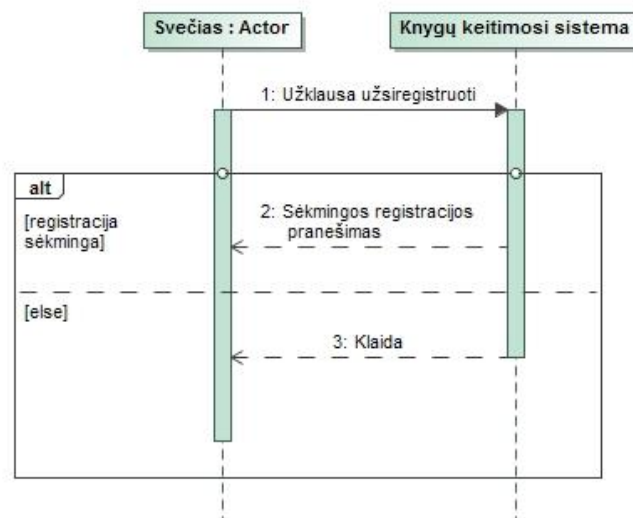 Svečias : Actor
Knygų keitimosi sistema
1: Užklausa užsiregistruoti
alt
[registracija
sėkminga]
2: Sėkmingos registracijos
pranešimas
[else]
3: Klaida